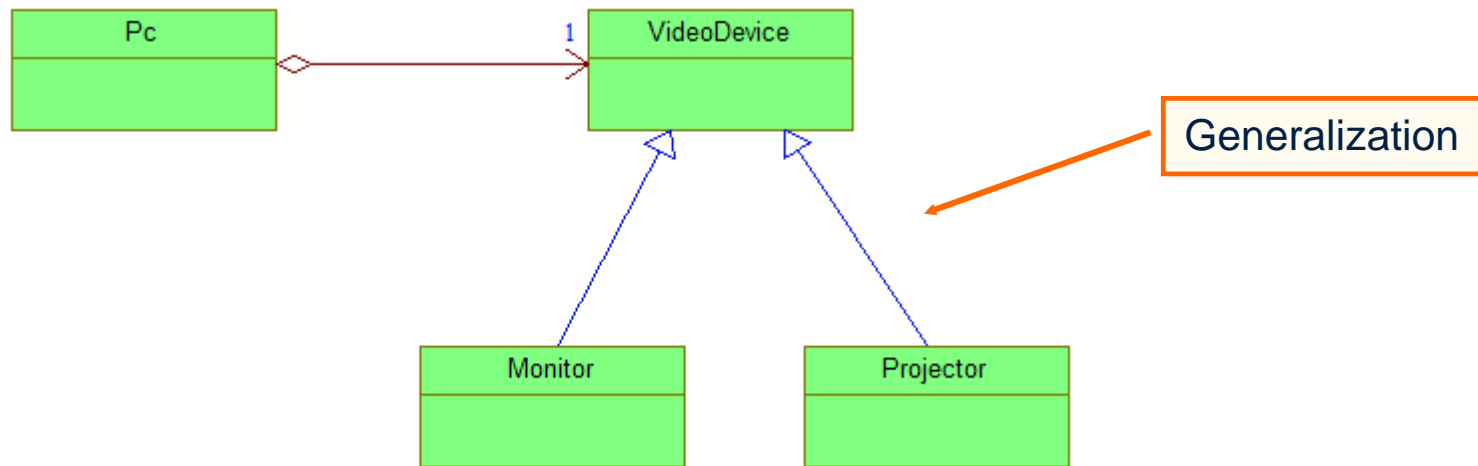 Pc
1
VideoDevice
Generalization
Monitor
Projector